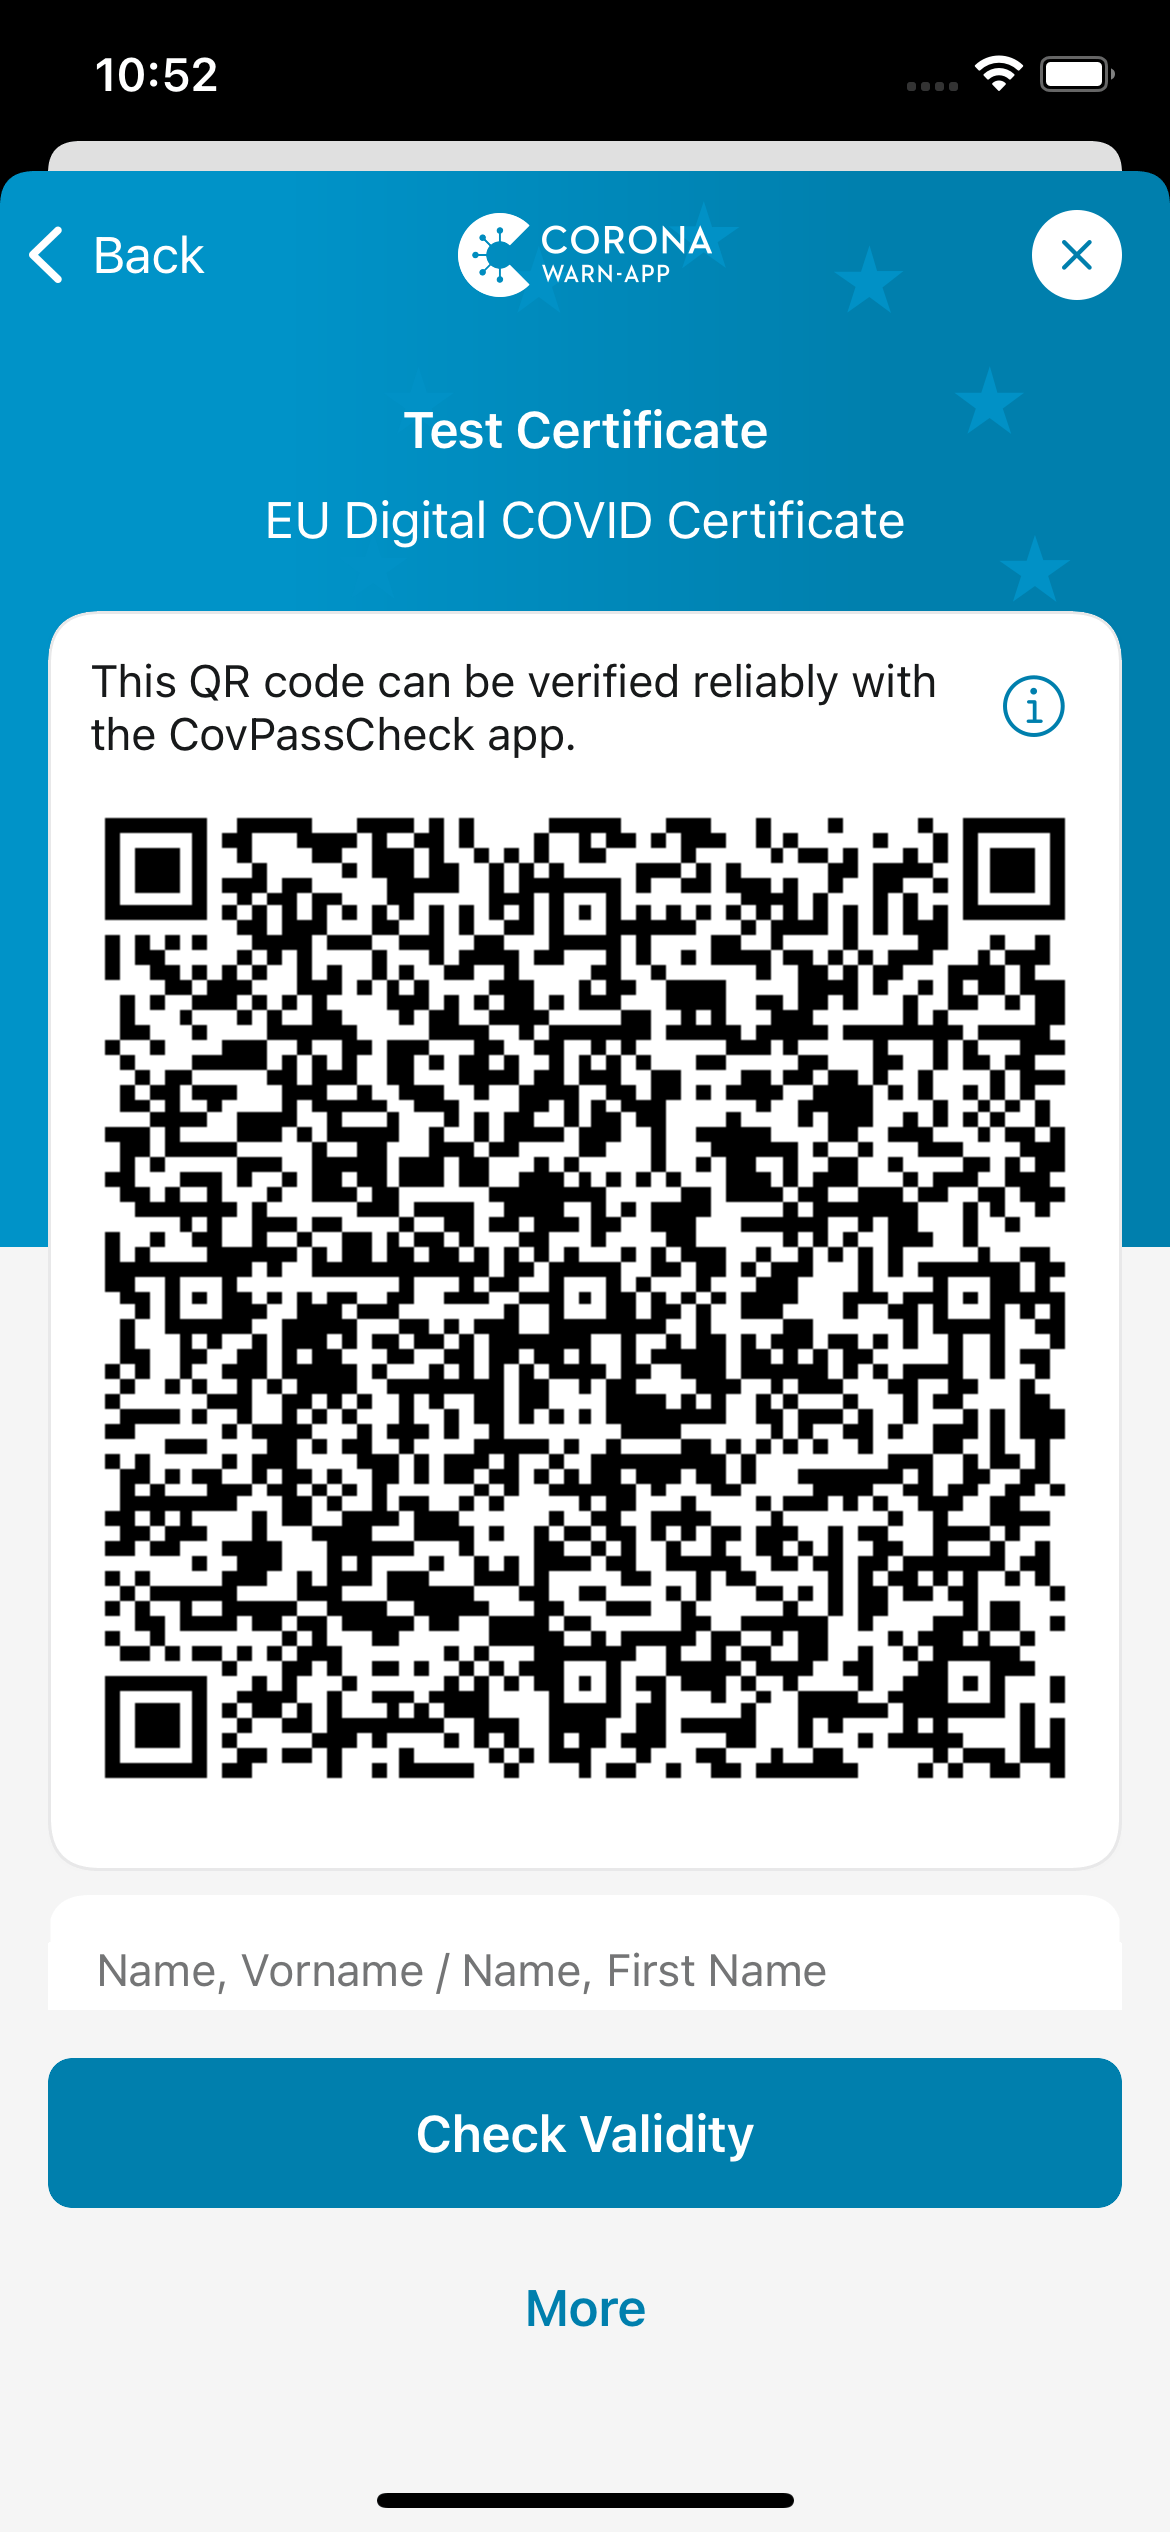 10:52
Back
CORONA
WARN-APP
Test Certificate
EU Digital COVID Certificate
This QR code can be verified reliably with
the CovPassCheck app.
Name, Vorname / Name, First Name
Check Validity
More